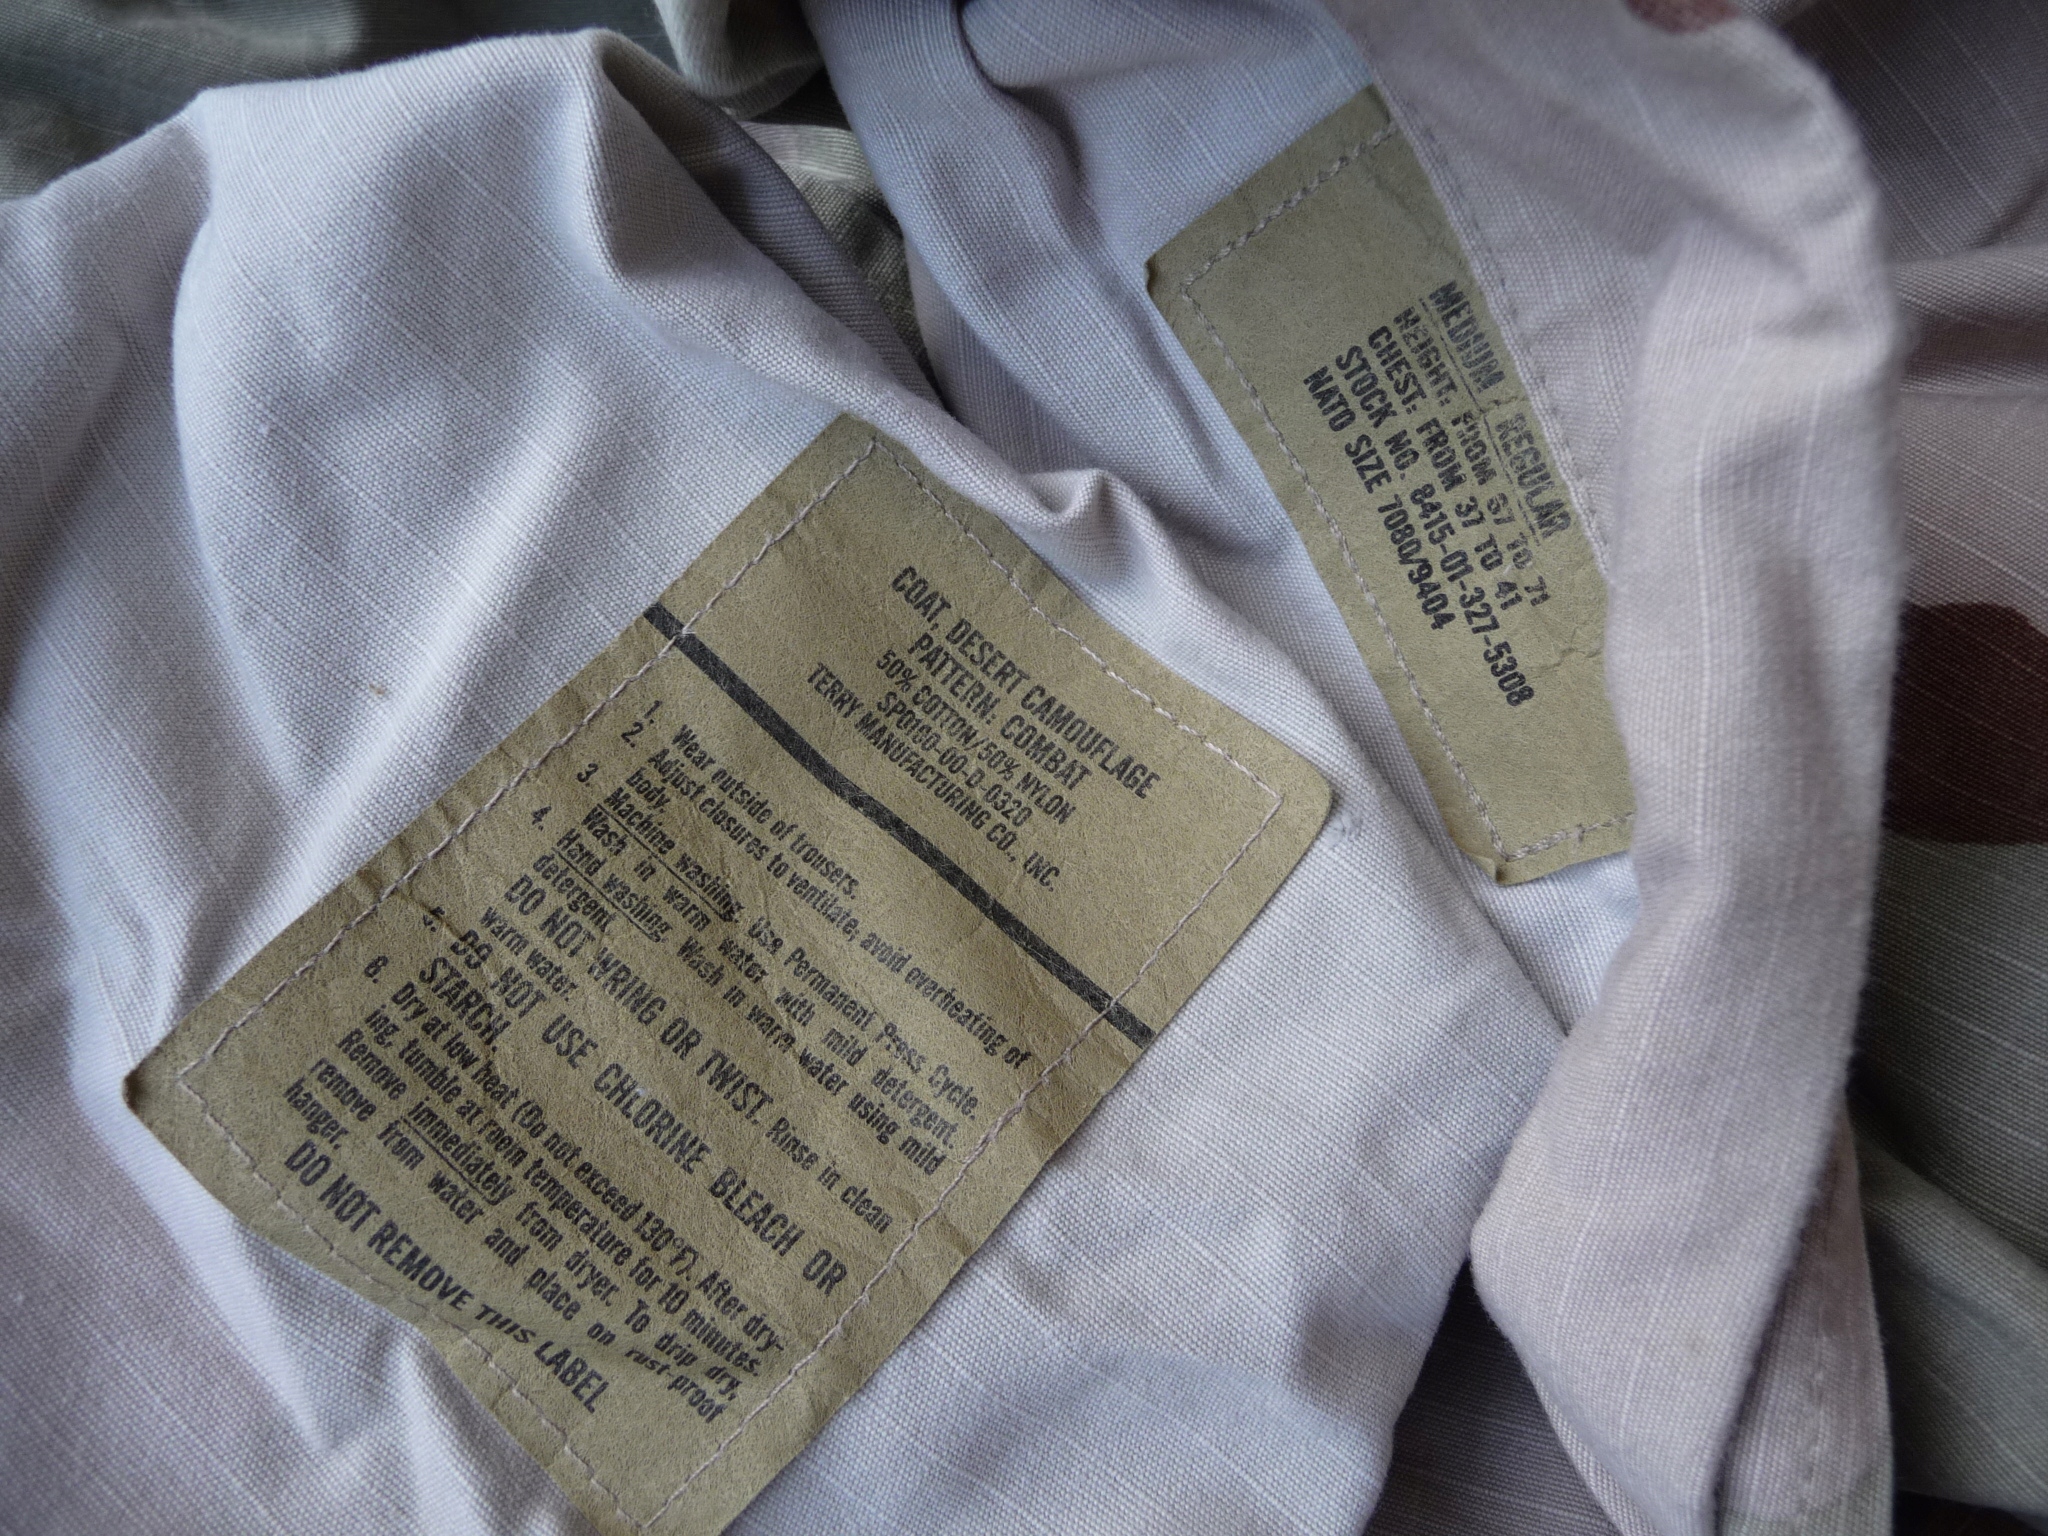 MEDIUM - REGULAR
HEIGHT: FROM 67 TO 71
CHEST: FROM 37 TO 41
STOCK NO. 8415-01-327-5308
NATO SIZE 7080/9404
COAT, DESERT CAMOUFLAGE
PATTERN: COMBAT
50% COTTON/50% NYLON
SPO100-00-D-0320
TERRY MANUFACTURING CO., INC.
1. Wear outside of trousers.
2. Adjust closures to ventilate, avoid overheating of
body.
3. Machine washing. Use Permanent Press Cycle.
Wash in warm water with mild detergent.
4. Hand washing. Wash in warm water using mild
detergent.
DO NOT WRING OR TWIST. Rinse in clean
warm water.
5. DO NOT USE CHLORINE BLEACH OR
STARCH.
6. Dry at low heat (Do not exceed 130°F). After dry-
ing, tumble at room temperature for 10 minutes.
Remove immediately from dryer. To drip dry,
remove from water and place on rust-proof
hanger.
DO NOT REMOVE THIS LABEL